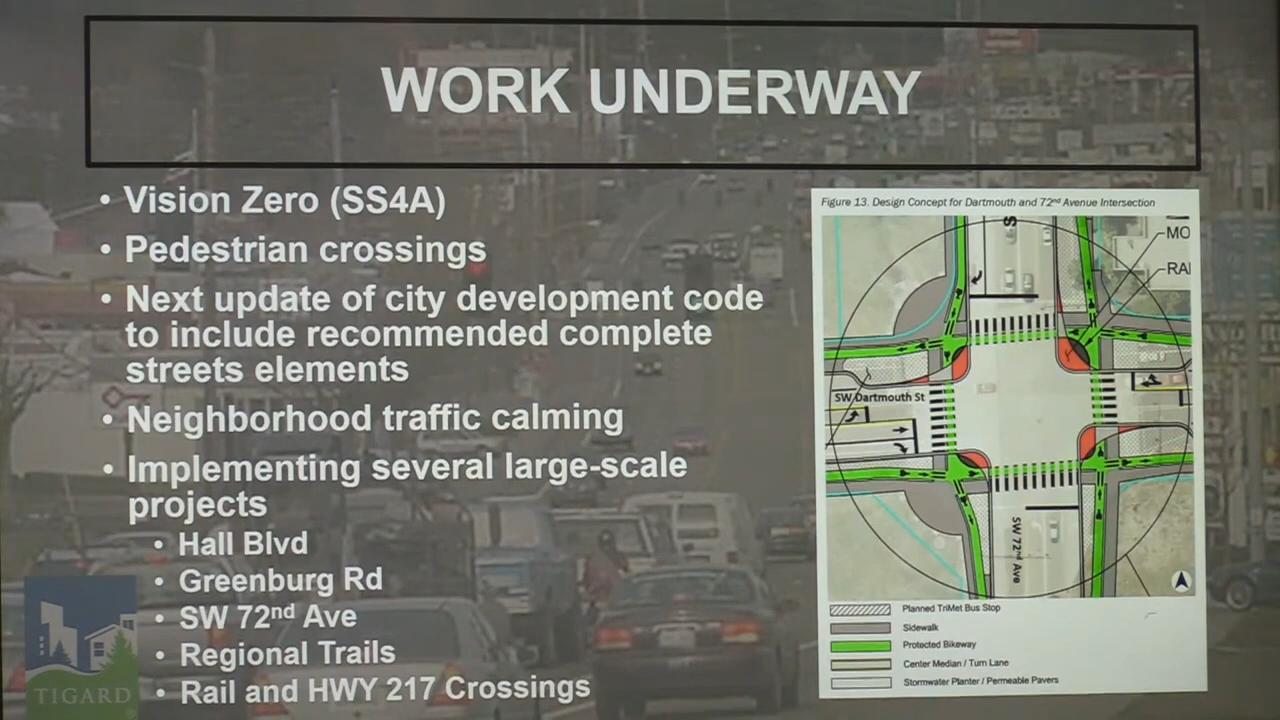 WORK UNDERWAY
• Vision Zero (SS4A)
• Pedestrian crossings
• Next update of city development code
to include recommended complete
streets elements
• Neighborhood traffic calming
• Implementing several large-scale
projects
• Hall Blvd
• Greenburg Rd
• SW 72nd Ave
• Regional Trails
• Rail and HWY 217 Crossings
TIGARD
Figure 13. Design Concept for Dartmouth and 72nd Avenue Intersection
S
MO
RA
SW Dartmouth St
SW 72nd Ave
Planned TriMet Bus Stop
Sidewalk
Protected Bikeway
Center Median / Turn Lane
Stormwater Planter / Permeable Pavers